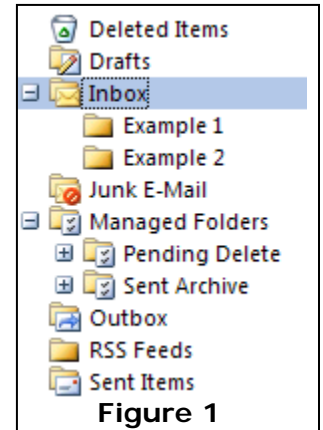 Deleted Items
Drafts
Inbox
Example 1
Example 2
Junk E-Mail
Managed Folders
Pending Delete
Sent Archive
Outbox
RSS Feeds
Sent Items
Figure 1